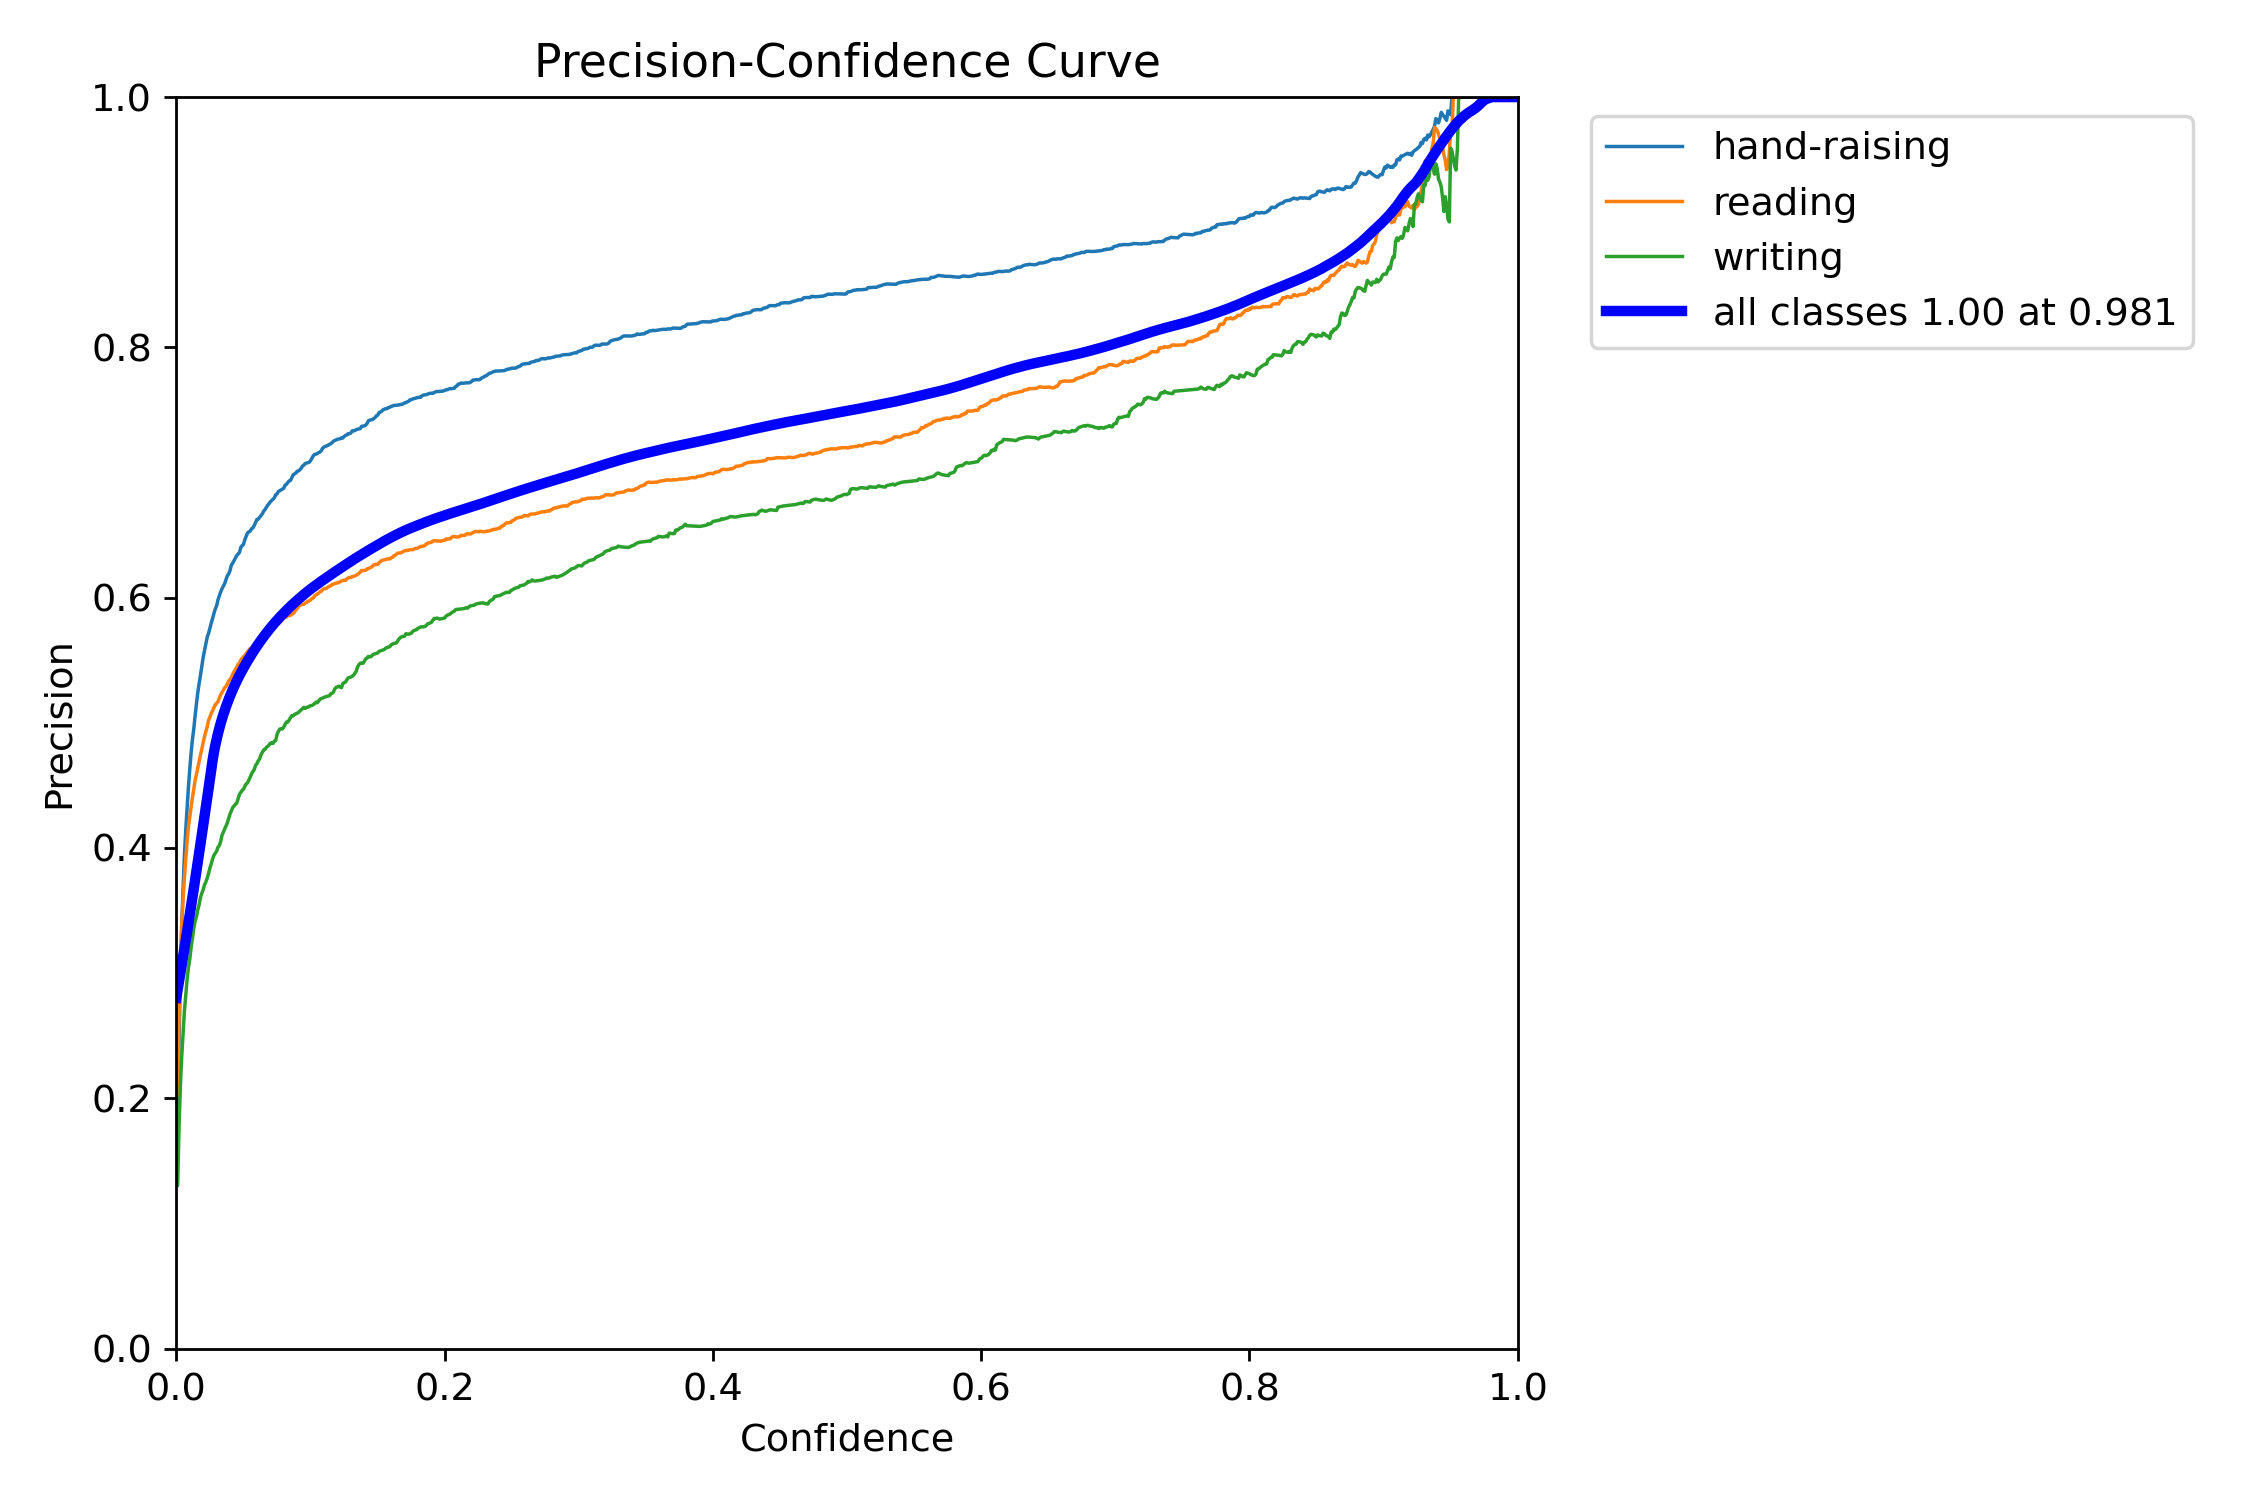 Precision-Confidence Curve
1.0
0.8
0.6
0.4
0.2
0.0
Precision
0.0 0.2 0.4 0.6 0.8 1.0
Confidence
hand-raising
reading
writing
all classes 1.00 at 0.981